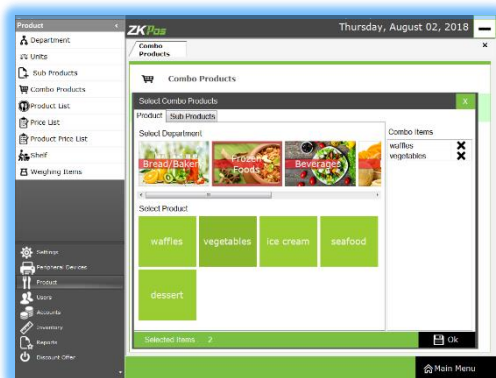 Product
Department
Units
Sub Products
Combo Products
Product List
Price List
Product Price List
Shelf
Weighing Items
Settings
Peripheral Devices
Product
Users
Accounts
Inventory
Reports
Discount Offer
ZKPos
Thursday, August 02, 2018
Combo
Products
x
Combo Products
Select Combo Products
X
Product
Sub Products
Select Department
Bread/Baker
Frozen
Foods
Beverages
Select Product
waffles
vegetables
ice cream
seafood
dessert
Combo Items
waffles
vegetables
Selected Items 2
Ok
Main Menu